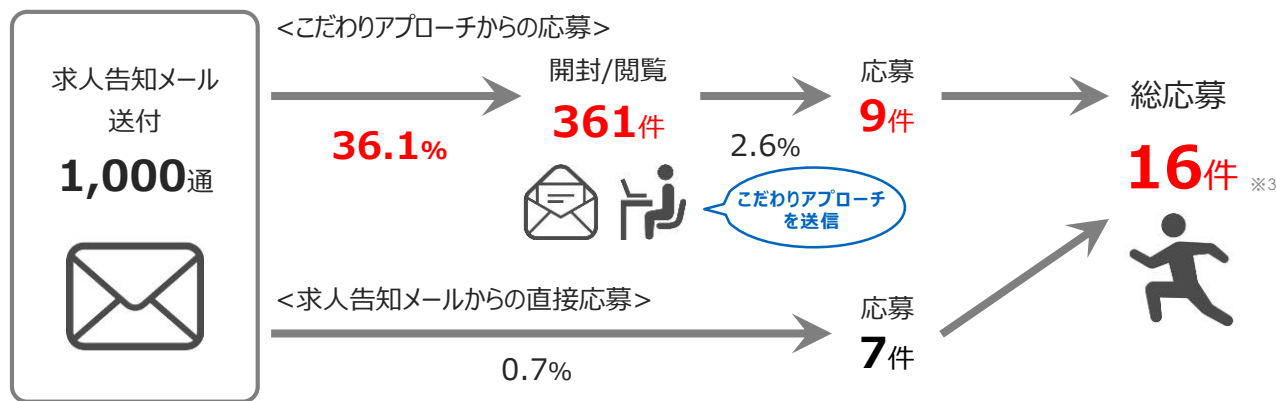 <こだわりアプローチからの応募>
求人告知メール
送付
1,000通
36.1%
開封/閲覧
361件
2.6%
こだわりアプローチ
を送信
応募
9件
総応募
16件 ※3
<求人告知メールからの直接応募>
0.7%
応募
7件